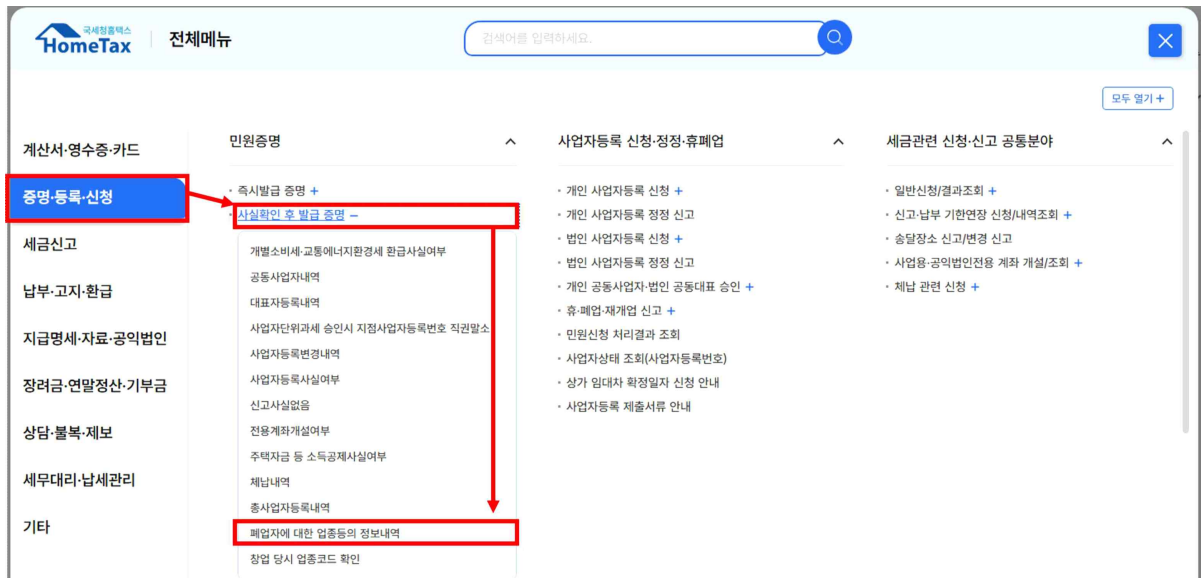 국세청홈택스
HomeTax
전체메뉴
검색어를 입력하세요.
모두 열기 +
계산서·영수증·카드
증명·등록·신청
세금신고
납부·고지·환급
지급명세·자료·공익법인
장려금·연말정산·기부금
상담·불복·제보
세무대리·납세관리
기타
민원증명
· 즉시발급 증명 +
· 사실확인 후 발급 증명 −
개별소비세·교통에너지환경세 환급사실여부
공동사업자내역
대표자등록내역
사업자단위과세 승인시 지점사업자등록번호 직권말소
사업자등록변경내역
사업자등록사실여부
신고사실없음
전용계좌개설여부
주택자금 등 소득공제사실여부
체납내역
총사업자등록내역
폐업자에 대한 업종등의 정보내역
창업 당시 업종코드 확인
사업자등록 신청·정정·휴폐업
· 개인 사업자등록 신청 +
· 개인 사업자등록 정정 신고
· 법인 사업자등록 신청 +
· 법인 사업자등록 정정 신고
· 개인 공동사업자·법인 공동대표 승인 +
· 휴·폐업·재개업 신고 +
· 민원신청 처리결과 조회
· 사업자상태 조회(사업자등록번호)
· 상가 임대차 확정일자 신청 안내
· 사업자등록 제출서류 안내
세금관련 신청·신고 공통분야
· 일반신청/결과조회 +
· 신고·납부 기한연장 신청/내역조회 +
· 송달장소 신고/변경 신고
· 사업용·공익법인전용 계좌 개설/조회 +
· 체납 관련 신청 +